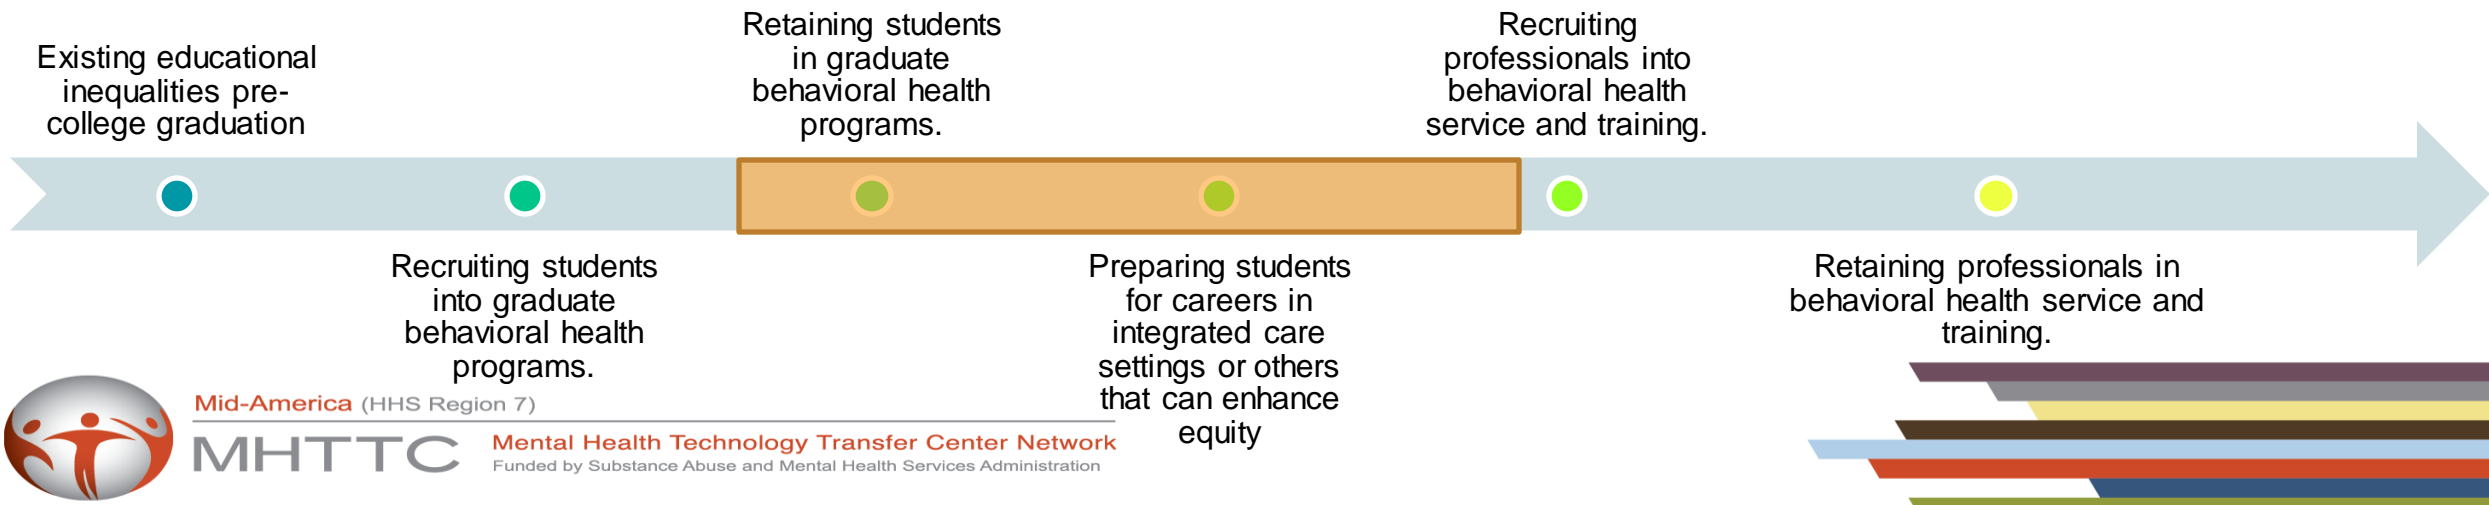 Existing educational
inequalities pre-
college graduation
Recruiting students
into graduate
behavioral health
programs.
Retaining students
in graduate
behavioral health
programs.
Preparing students
for careers in
integrated care
settings or others
that can enhance
equity
Recruiting
professionals into
behavioral health
service and training.
Retaining professionals in
behavioral health service and
training.
Mid-America (HHS Region 7)
MHTTC
Mental Health Technology Transfer Center Network
Funded by Substance Abuse and Mental Health Services Administration